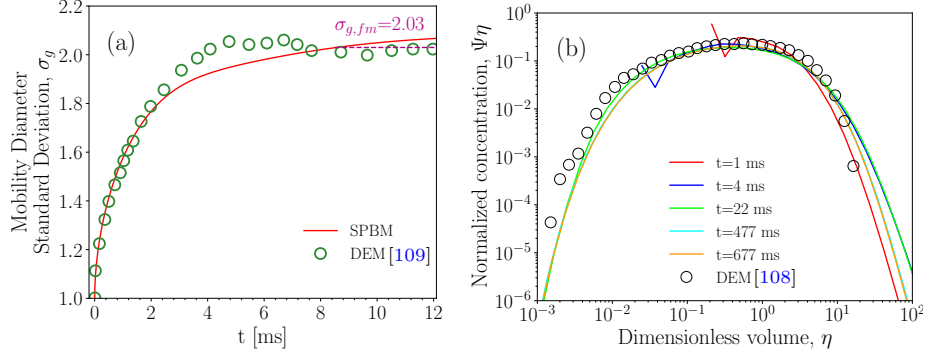 (a)
σ_{g,fm}=2.03
Mobility Diameter
Standard Deviation, σ_g
2.2
2.0
1.8
1.6
1.4
1.2
1.0
SPBM
DEM [109]
0 2 4 6 8 10 12
t [ms]
(b)
Normalized concentration, Ψη
10^0
10^{-1}
10^{-2}
10^{-3}
10^{-4}
10^{-5}
10^{-6}
t=1 ms
t=4 ms
t=22 ms
t=477 ms
t=677 ms
DEM [108]
10^{-3} 10^{-2} 10^{-1} 10^0 10^1 10^2
Dimensionless volume, η